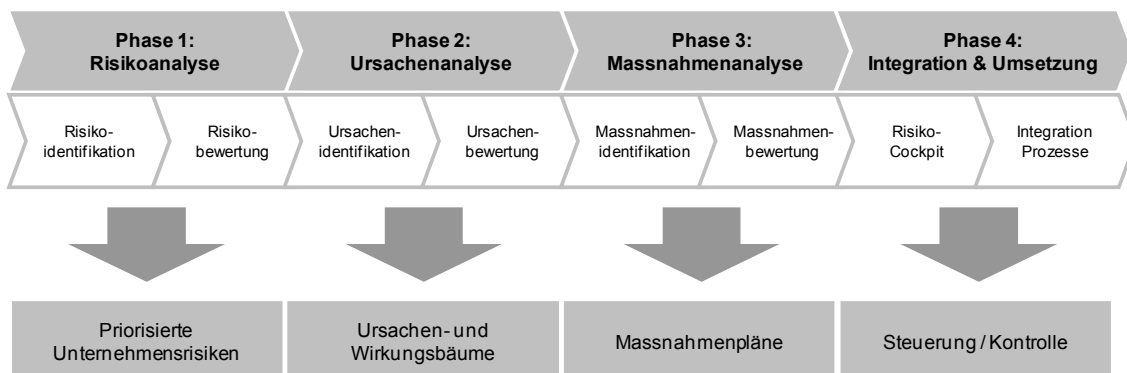 Phase 1:
Risikoanalyse
Phase 2:
Ursachenanalyse
Phase 3:
Massnahmenanalyse
Phase 4:
Integration & Umsetzung
Risiko-
identifikation
Risiko-
bewertung
Ursachen-
identifikation
Ursachen-
bewertung
Massnahmen-
identifikation
Massnahmen-
bewertung
Risiko-
Cockpit
Integration
Prozesse
Priorisierte
Unternehmensrisiken
Ursachen- und
Wirkungsbäume
Massnahmenpläne
Steuerung / Kontrolle